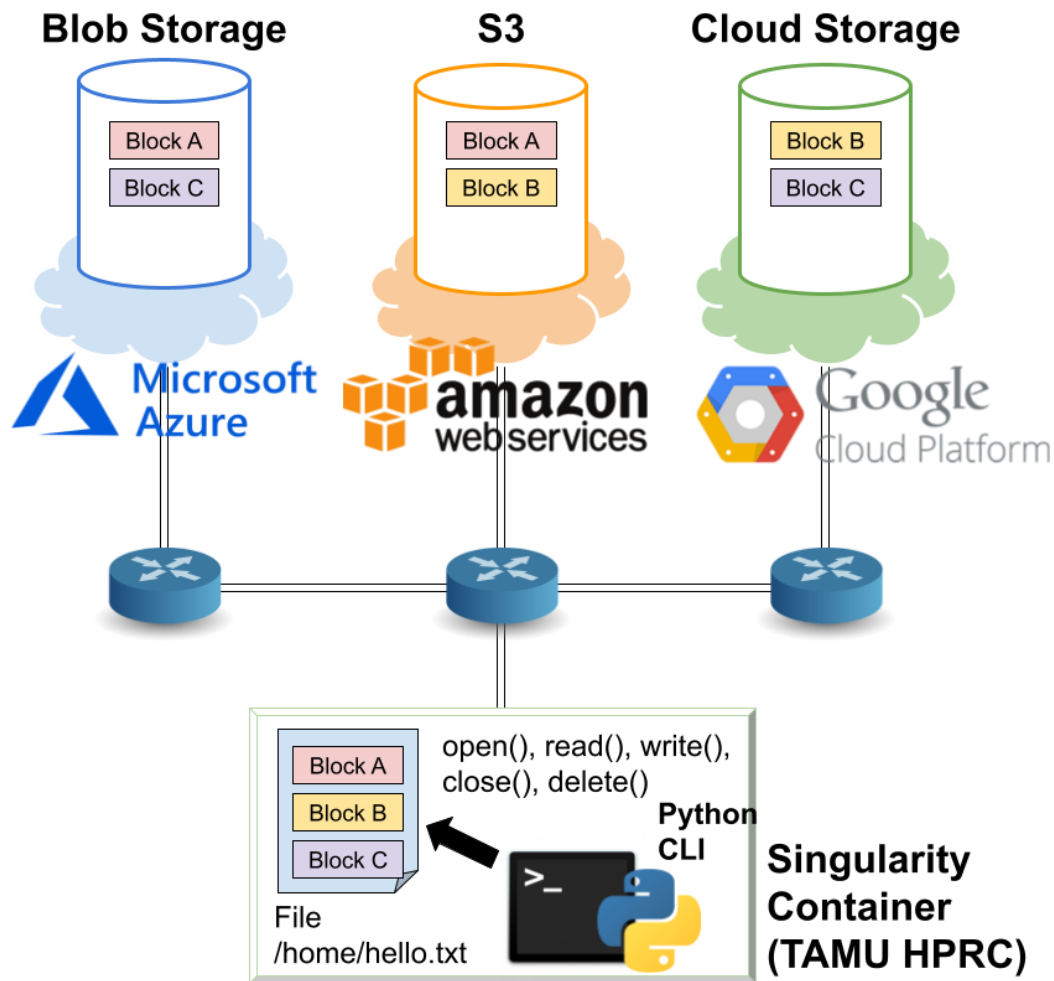 Blob Storage
S3
Cloud Storage
Block A
Block C
Block A
Block B
Block B
Block C
Microsoft
Azure
amazon
webservices
Google
Cloud Platform
open(), read(), write(),
close(), delete()
Block A
Block B
Block C
Python
CLI
>_
File
/home/hello.txt
Singularity
Container
(TAMU HPRC)